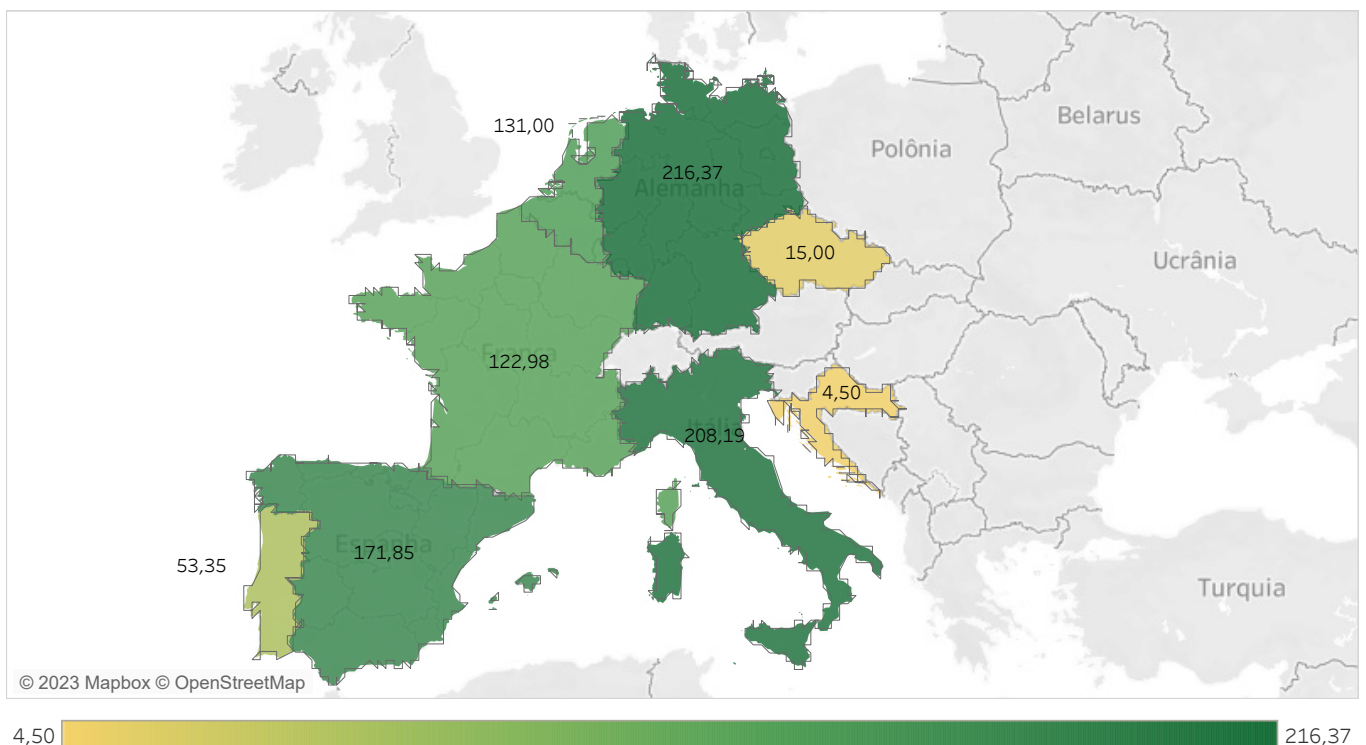 Belarus
131,00
Polônia
216,37
Alemanha
15,00
Ucrânia
França
122,98
4,50
Itália
208,19
Espanha
171,85
53,35
Turquia
© 2023 Mapbox © OpenStreetMap
4,50
216,37